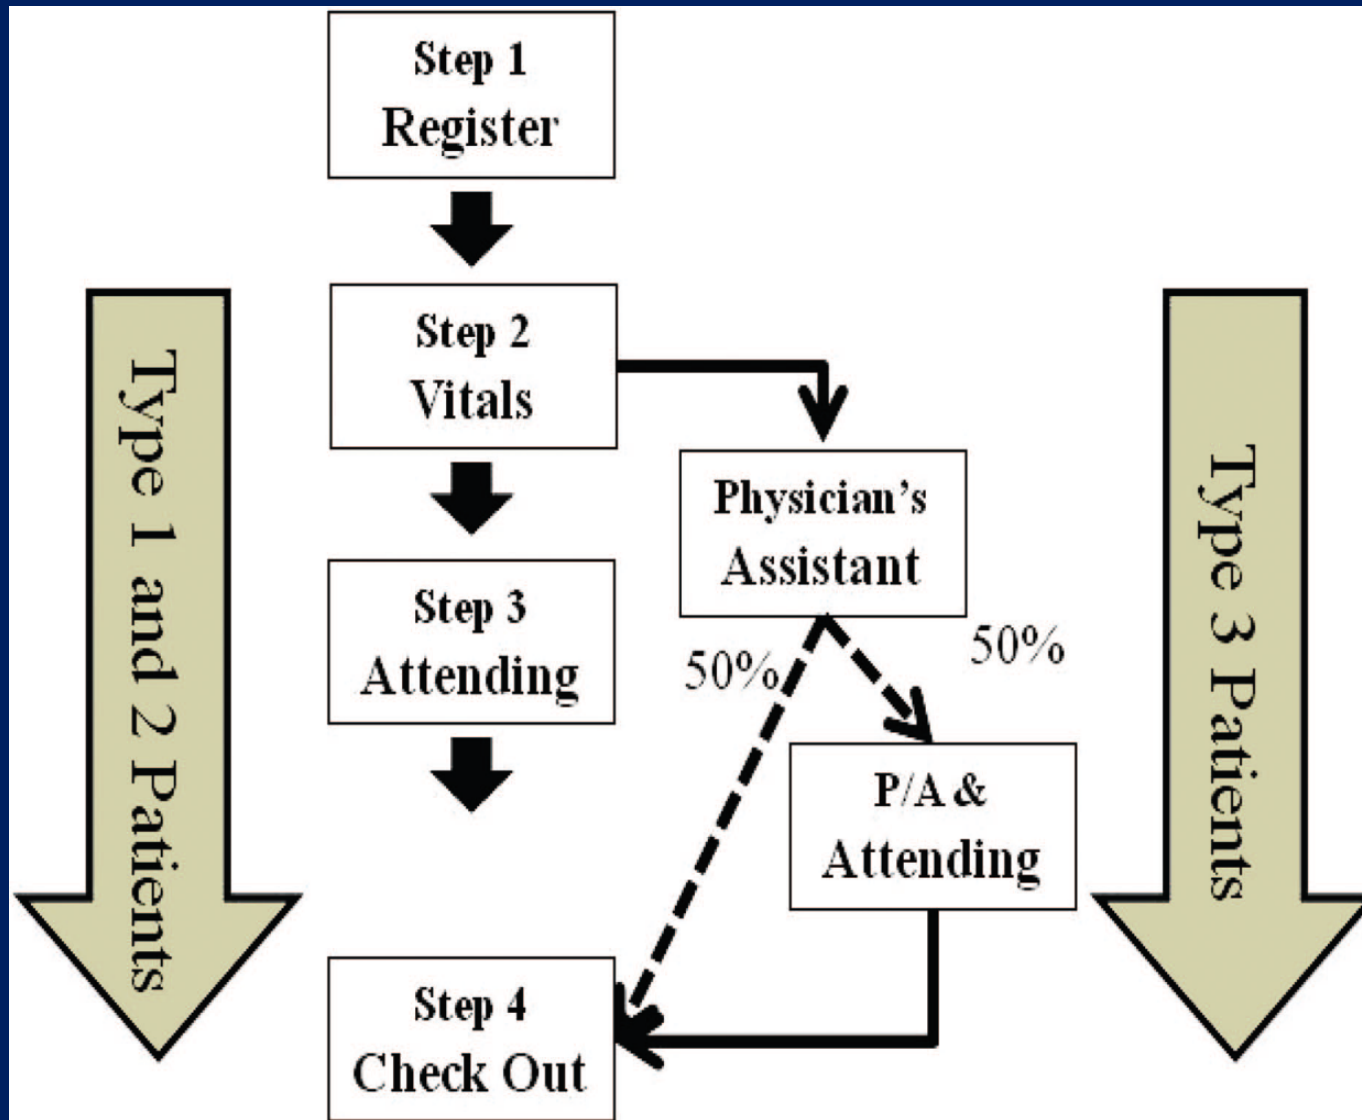 Step 1
Register
Step 2
Vitals
Physician's
Assistant
Step 3
Attending
50%
50%
P/A &
Attending
Step 4
Check Out
Type 1 and 2 Patients
Type 3 Patients